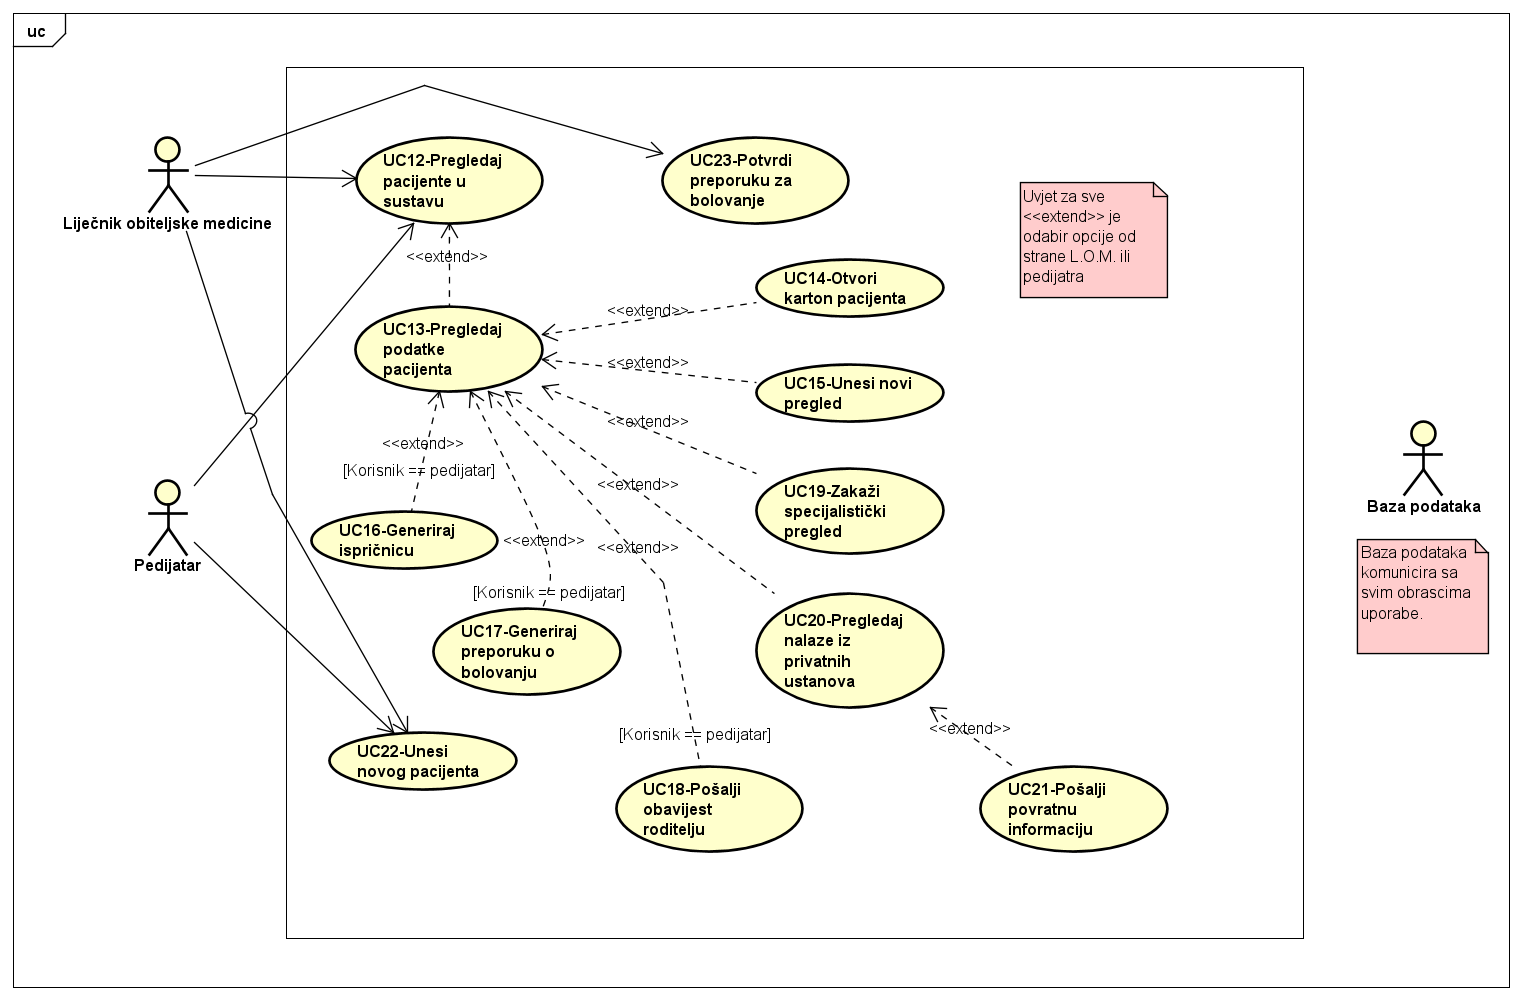 uc
Liječnik obiteljske medicine
UC12-Pregledaj
pacijente u
sustavu
UC23-Potvrdi
preporuku za
bolovanje
Uvjet za sve
<<extend>> je
odabir opcije od
strane L.O.M. ili
pedijatra
<<extend>>
UC13-Pregledaj
podatke
pacijenta
<<extend>>
UC14-Otvori
karton pacijenta
<<extend>>
UC15-Unesi novi
pregled
<<extend>>
UC19-Zakaži
specijalistički
pregled
<<extend>>
[Korisnik == pedijatar]
UC16-Generiraj
ispričnicu
<<extend>>
[Korisnik == pedijatar]
UC17-Generiraj
preporuku o
bolovanju
<<extend>>
<<extend>>
UC20-Pregledaj
nalaze iz
privatnih
ustanova
Pedijatar
Baza podataka
Baza podataka
komunicira sa
svim obrascima
uporabe.
UC22-Unesi
novog pacijenta
[Korisnik == pedijatar]
UC18-Pošalji
obavijest
roditelju
<<extend>>
UC21-Pošalji
povratnu
informaciju